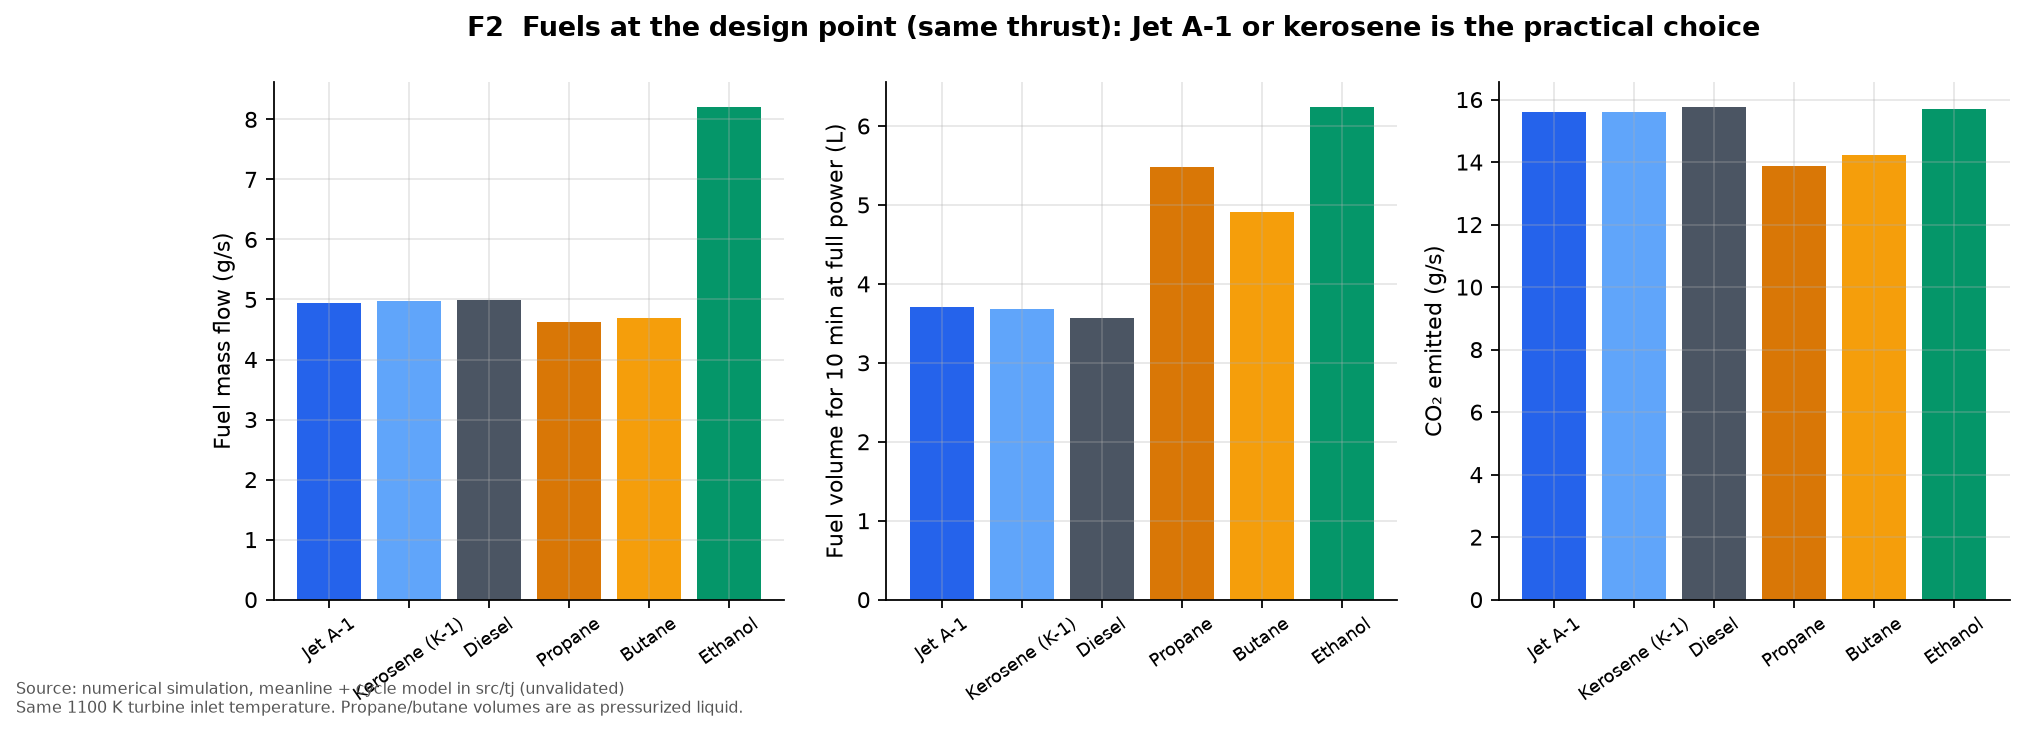 F2  Fuels at the design point (same thrust): Jet A-1 or kerosene is the practical choice
Fuel mass flow (g/s)
8
7
6
5
4
3
2
1
0
Jet A-1
Kerosene (K-1)
Diesel
Propane
Butane
Ethanol
Fuel volume for 10 min at full power (L)
6
5
4
3
2
1
0
Jet A-1
Kerosene (K-1)
Diesel
Propane
Butane
Ethanol
CO₂ emitted (g/s)
16
14
12
10
8
6
4
2
0
Jet A-1
Kerosene (K-1)
Diesel
Propane
Butane
Ethanol
Source: numerical simulation, meanline + cycle model in src/tj (unvalidated)
Same 1100 K turbine inlet temperature. Propane/butane volumes are as pressurized liquid.